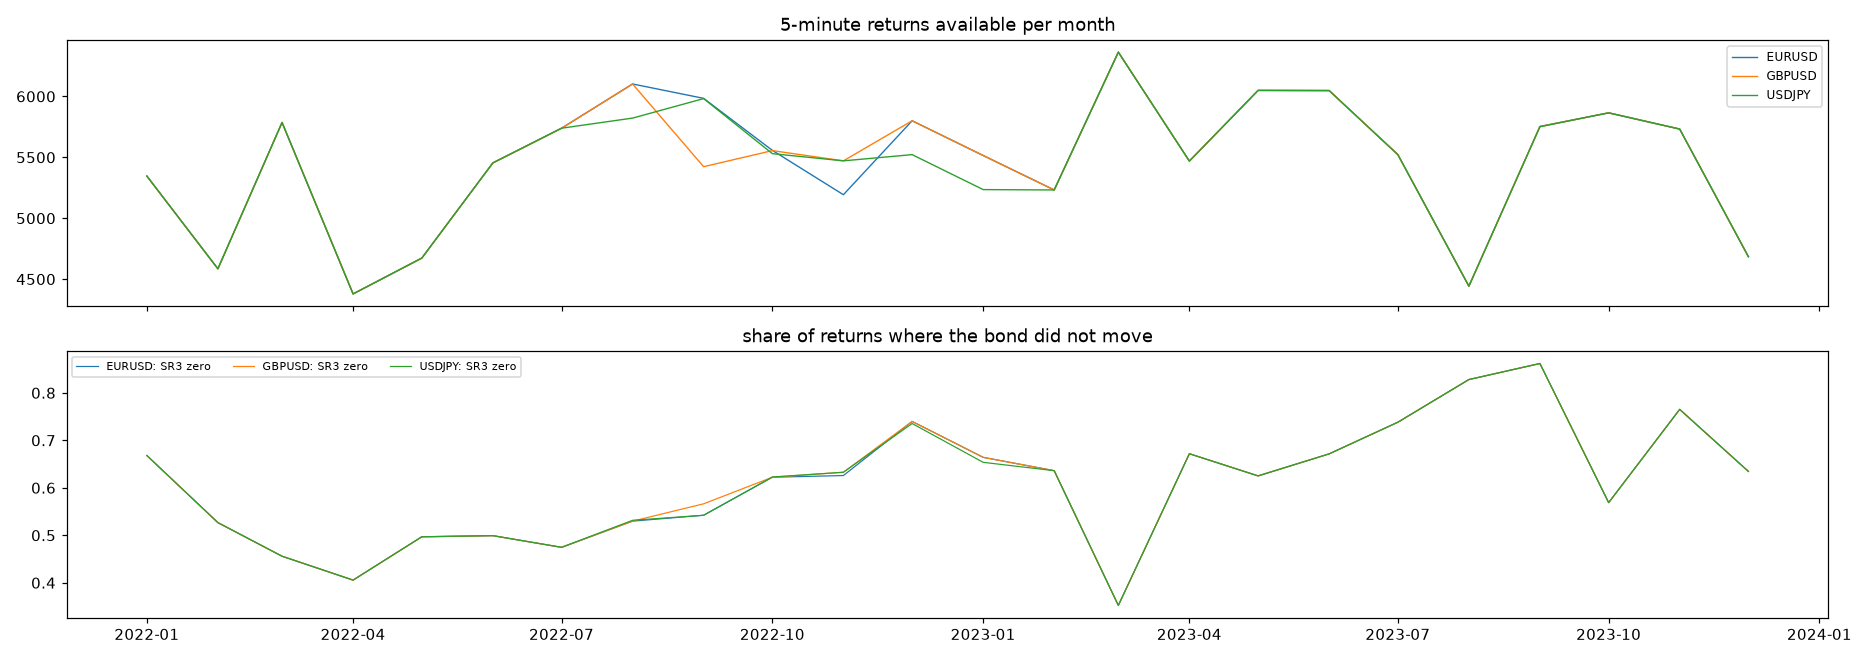 5-minute returns available per month
6000
5500
5000
4500
EURUSD
GBPUSD
USDJPY
share of returns where the bond did not move
EURUSD: SR3 zero GBPUSD: SR3 zero USDJPY: SR3 zero
0.8
0.7
0.6
0.5
0.4
2022-01 2022-04 2022-07 2022-10 2023-01 2023-04 2023-07 2023-10 2024-01